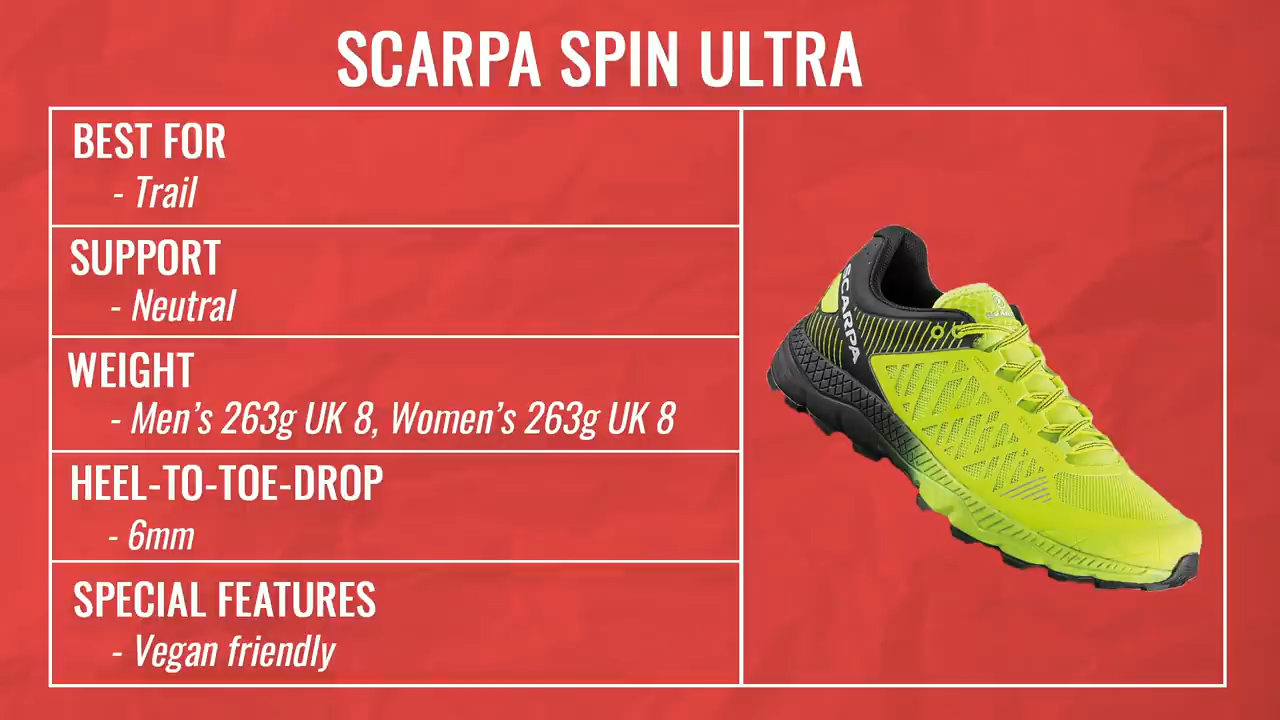 SCARPA SPIN ULTRA
BEST FOR
- Trail
SUPPORT
- Neutral
WEIGHT
- Men's 263g UK 8, Women's 263g UK 8
HEEL-TO-TOE-DROP
- 6mm
SPECIAL FEATURES
- Vegan friendly
SCARPA